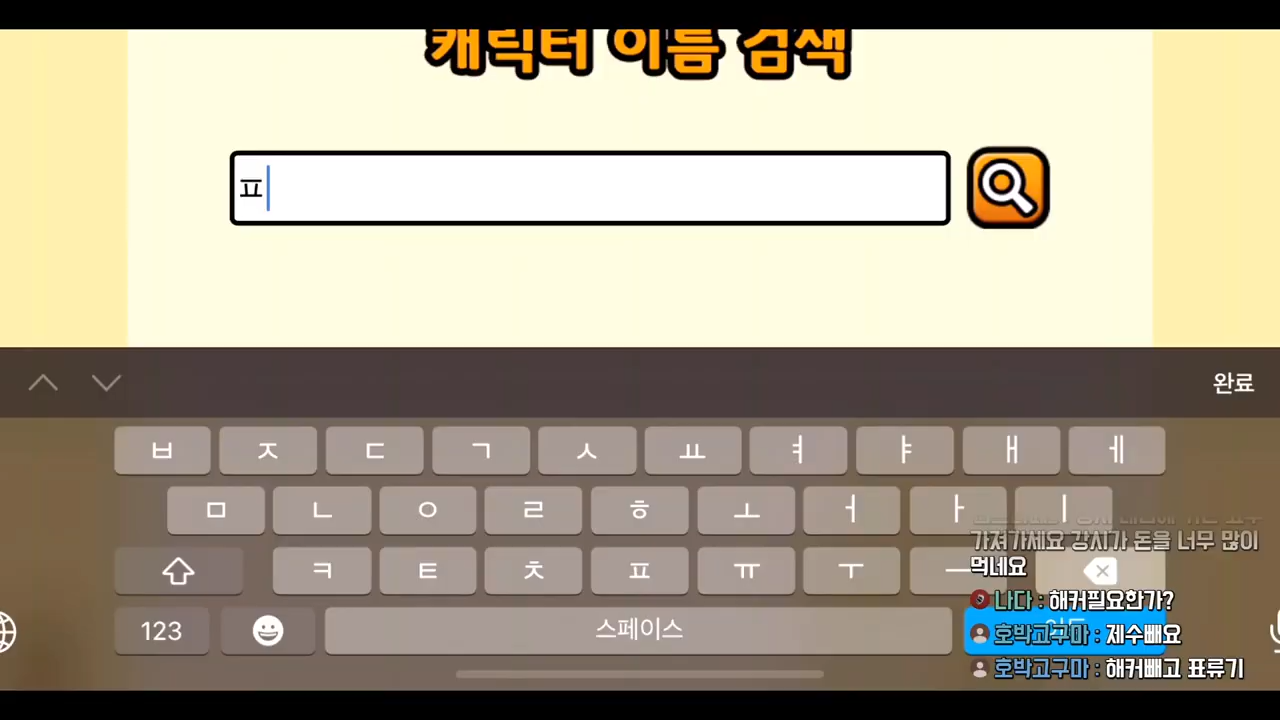 캐릭터 이름 검색
ㅍ
완료
ㅂ ㅈ ㄷ ㄱ ㅅ ㅛ ㅕ ㅑ ㅐ ㅔ
ㅁ ㄴ ㅇ ㄹ ㅎ ㅗ ㅓ ㅏ ㅣ
ㅋ ㅌ ㅊ ㅍ ㅠ ㅜ ㅡ
123 스페이스 이동
가져가세요 강시가 돈을 너무 많이
먹네요
나다 : 해커필요한가?
호박고구마 : 제수빼요
호박고구마 : 해커빼고 표류기